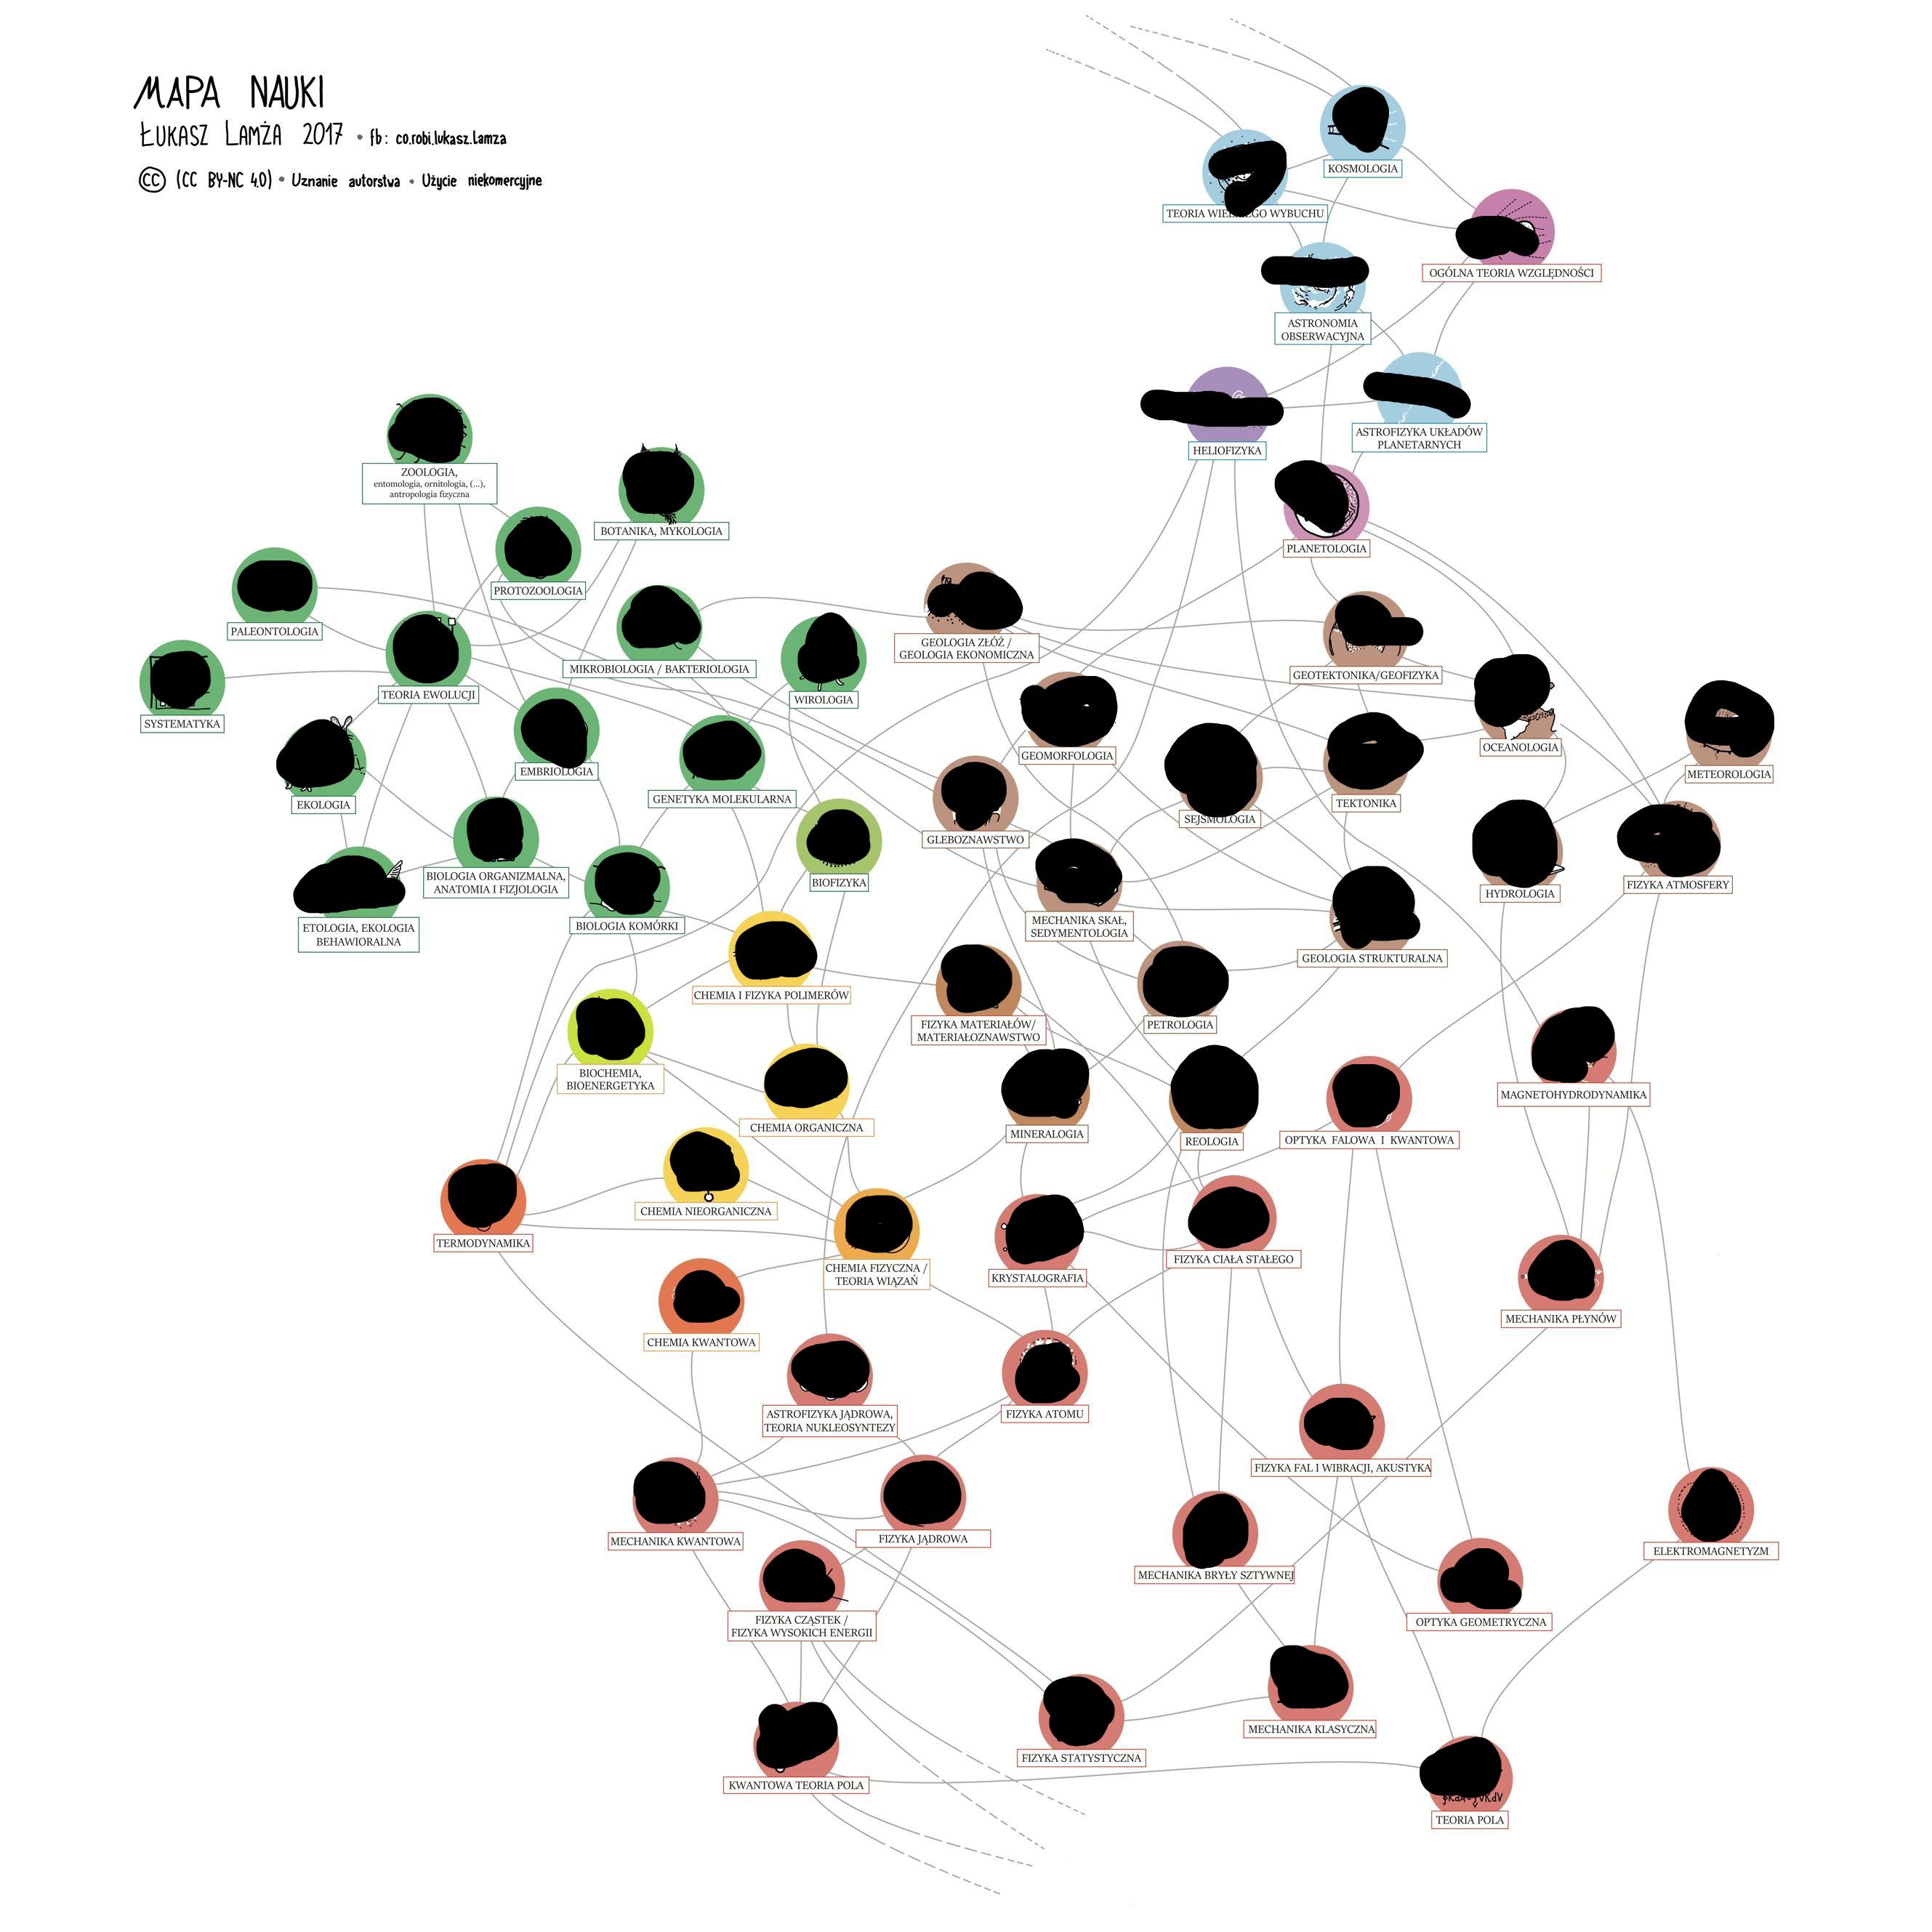 MAPA NAUKI
ŁUKASZ LAMŻA 2017 • fb: co.robi.lukasz.lamza
CC (CC BY-NC 4.0) • Uznanie autorstwa • Użycie niekomercyjne
KOSMOLOGIA
TEORIA WYBUCHU
OGÓLNA TEORIA WZGLĘDNOŚCI
ASTRONOMIA
OBSERWACYJNA
HELIOFIZYKA
ASTROFIZYKA UKŁADÓW
PLANETARNYCH
ZOOLOGIA,
entomologia, ornitologia, (...),
antropologia fizyczna
BOTANIKA, MYKOLOGIA
PLANETOLOGIA
PROTOZOOLOGIA
PALEONTOLOGIA
MIKROBIOLOGIA / BAKTERIOLOGIA
GEOLOGIA ZŁÓŻ /
GEOLOGIA EKONOMICZNA
GEOTEKTONIKA/GEOFIZYKA
TEORIA EWOLUCJI
WIROLOGIA
SYSTEMATYKA
OCEANOLOGIA
GEOMORFOLOGIA
EMBRIOLOGIA
METEOROLOGIA
EKOLOGIA
GENETYKA MOLEKULARNA
TEKTONIKA
SEJSMOLOGIA
GLEBOZNAWSTWO
BIOLOGIA ORGANIZMALNA,
ANATOMIA I FIZJOLOGIA
BIOFIZYKA
FIZYKA ATMOSFERY
HYDROLOGIA
ETOLOGIA, EKOLOGIA
BEHAWIORALNA
BIOLOGIA KOMÓRKI
MECHANIKA SKAŁ,
SEDYMENTOLOGIA
GEOLOGIA STRUKTURALNA
CHEMIA I FIZYKA POLIMERÓW
FIZYKA MATERIAŁÓW/
MATERIAŁOZNAWSTWO
PETROLOGIA
BIOCHEMIA,
BIOENERGETYKA
MAGNETOHYDRODYNAMIKA
CHEMIA ORGANICZNA
MINERALOGIA
REOLOGIA
OPTYKA FALOWA I KWANTOWA
CHEMIA NIEORGANICZNA
TERMODYNAMIKA
CHEMIA FIZYCZNA /
TEORIA WIĄZAŃ
KRYSTALOGRAFIA
FIZYKA CIAŁA STAŁEGO
MECHANIKA PŁYNÓW
CHEMIA KWANTOWA
ASTROFIZYKA JĄDROWA,
TEORIA NUKLEOSYNTEZY
FIZYKA ATOMU
FIZYKA FAL I WIBRACJI, AKUSTYKA
MECHANIKA KWANTOWA
FIZYKA JĄDROWA
ELEKTROMAGNETYZM
MECHANIKA BRYŁY SZTYWNEJ
OPTYKA GEOMETRYCZNA
FIZYKA CZĄSTEK /
FIZYKA WYSOKICH ENERGII
MECHANIKA KLASYCZNA
FIZYKA STATYSTYCZNA
KWANTOWA TEORIA POLA
TEORIA POLA